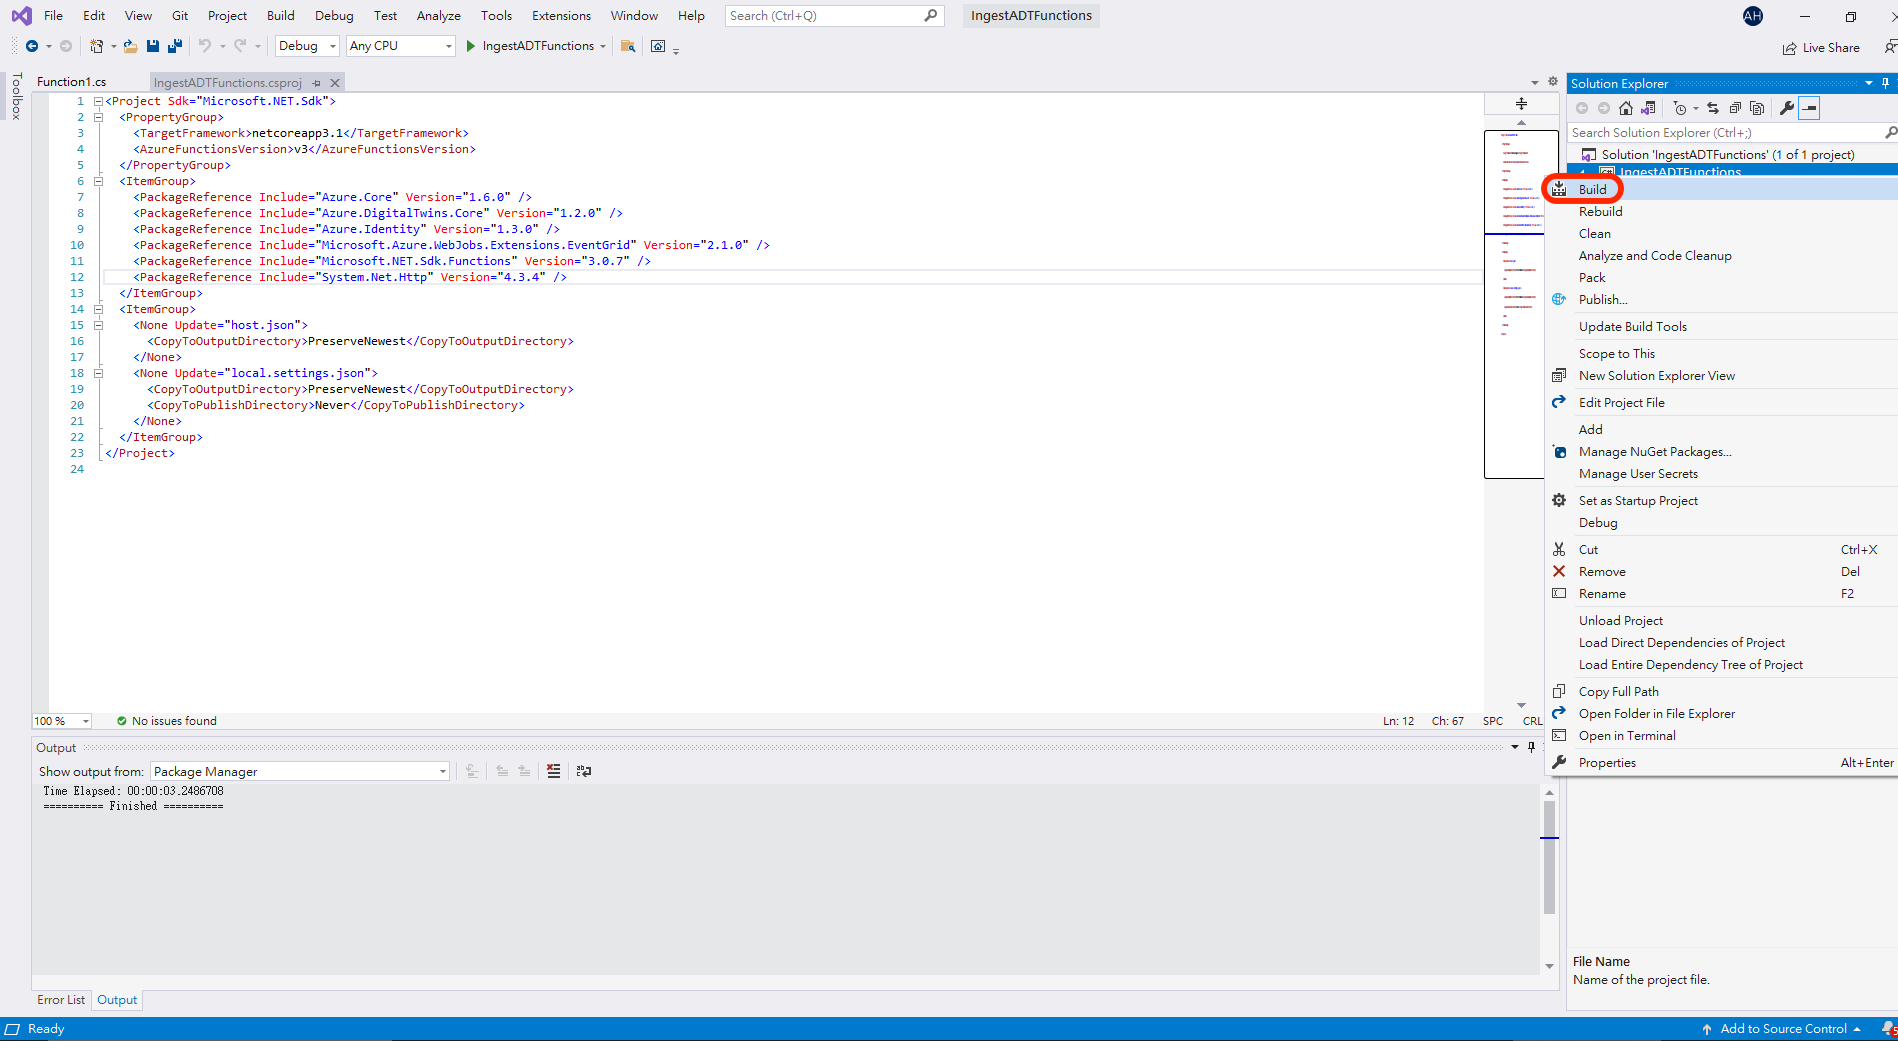 File Edit View Git Project Build Debug Test Analyze Tools Extensions Window Help Search (Ctrl+Q) IngestADTFunctions AH
Debug Any CPU IngestADTFunctions Live Share
Toolbox
Function1.cs IngestADTFunctions.csproj
1 <Project Sdk="Microsoft.NET.Sdk">
2 <PropertyGroup>
3 <TargetFramework>netcoreapp3.1</TargetFramework>
4 <AzureFunctionsVersion>v3</AzureFunctionsVersion>
5 </PropertyGroup>
6 <ItemGroup>
7 <PackageReference Include="Azure.Core" Version="1.6.0" />
8 <PackageReference Include="Azure.DigitalTwins.Core" Version="1.2.0" />
9 <PackageReference Include="Azure.Identity" Version="1.3.0" />
10 <PackageReference Include="Microsoft.Azure.WebJobs.Extensions.EventGrid" Version="2.1.0" />
11 <PackageReference Include="Microsoft.NET.Sdk.Functions" Version="3.0.7" />
12 <PackageReference Include="System.Net.Http" Version="4.3.4" />
13 </ItemGroup>
14 <ItemGroup>
15 <None Update="host.json">
16 <CopyToOutputDirectory>PreserveNewest</CopyToOutputDirectory>
17 </None>
18 <None Update="local.settings.json">
19 <CopyToOutputDirectory>PreserveNewest</CopyToOutputDirectory>
20 <CopyToPublishDirectory>Never</CopyToPublishDirectory>
21 </None>
22 </ItemGroup>
23 </Project>
24
100 % No issues found Ln: 12 Ch: 67 SPC CRL
Output
Show output from: Package Manager
Time Elapsed: 00:00:03.2486708
========== Finished ==========
Error List Output
Solution Explorer
Search Solution Explorer (Ctrl+;)
Solution 'IngestADTFunctions' (1 of 1 project)
IngestADTFunctions
Build
Rebuild
Clean
Analyze and Code Cleanup
Pack
Publish...
Update Build Tools
Scope to This
New Solution Explorer View
Edit Project File
Add
Manage NuGet Packages...
Manage User Secrets
Set as Startup Project
Debug
Cut Ctrl+X
Remove Del
Rename F2
Unload Project
Load Direct Dependencies of Project
Load Entire Dependency Tree of Project
Copy Full Path
Open Folder in File Explorer
Open in Terminal
Properties Alt+Enter
File Name
Name of the project file.
Ready Add to Source Control 5